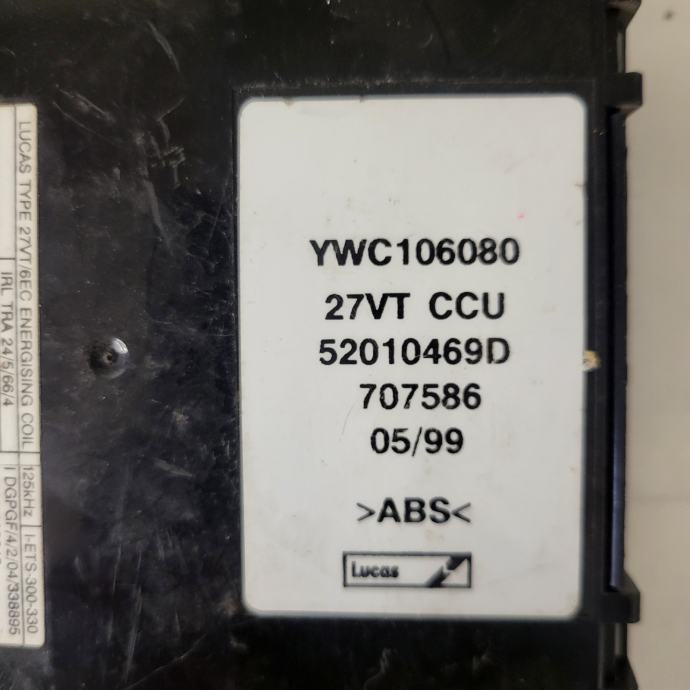 YWC106080
27VT CCU
52010469D
707586
05/99
>ABS<
Lucas
LUCAS TYPE 27VT/6EC ENERGISING COIL
125kHz
I-ETS-300-330
IRL TRA 24/5/66/4
I DGPGF/4/2/04/338895